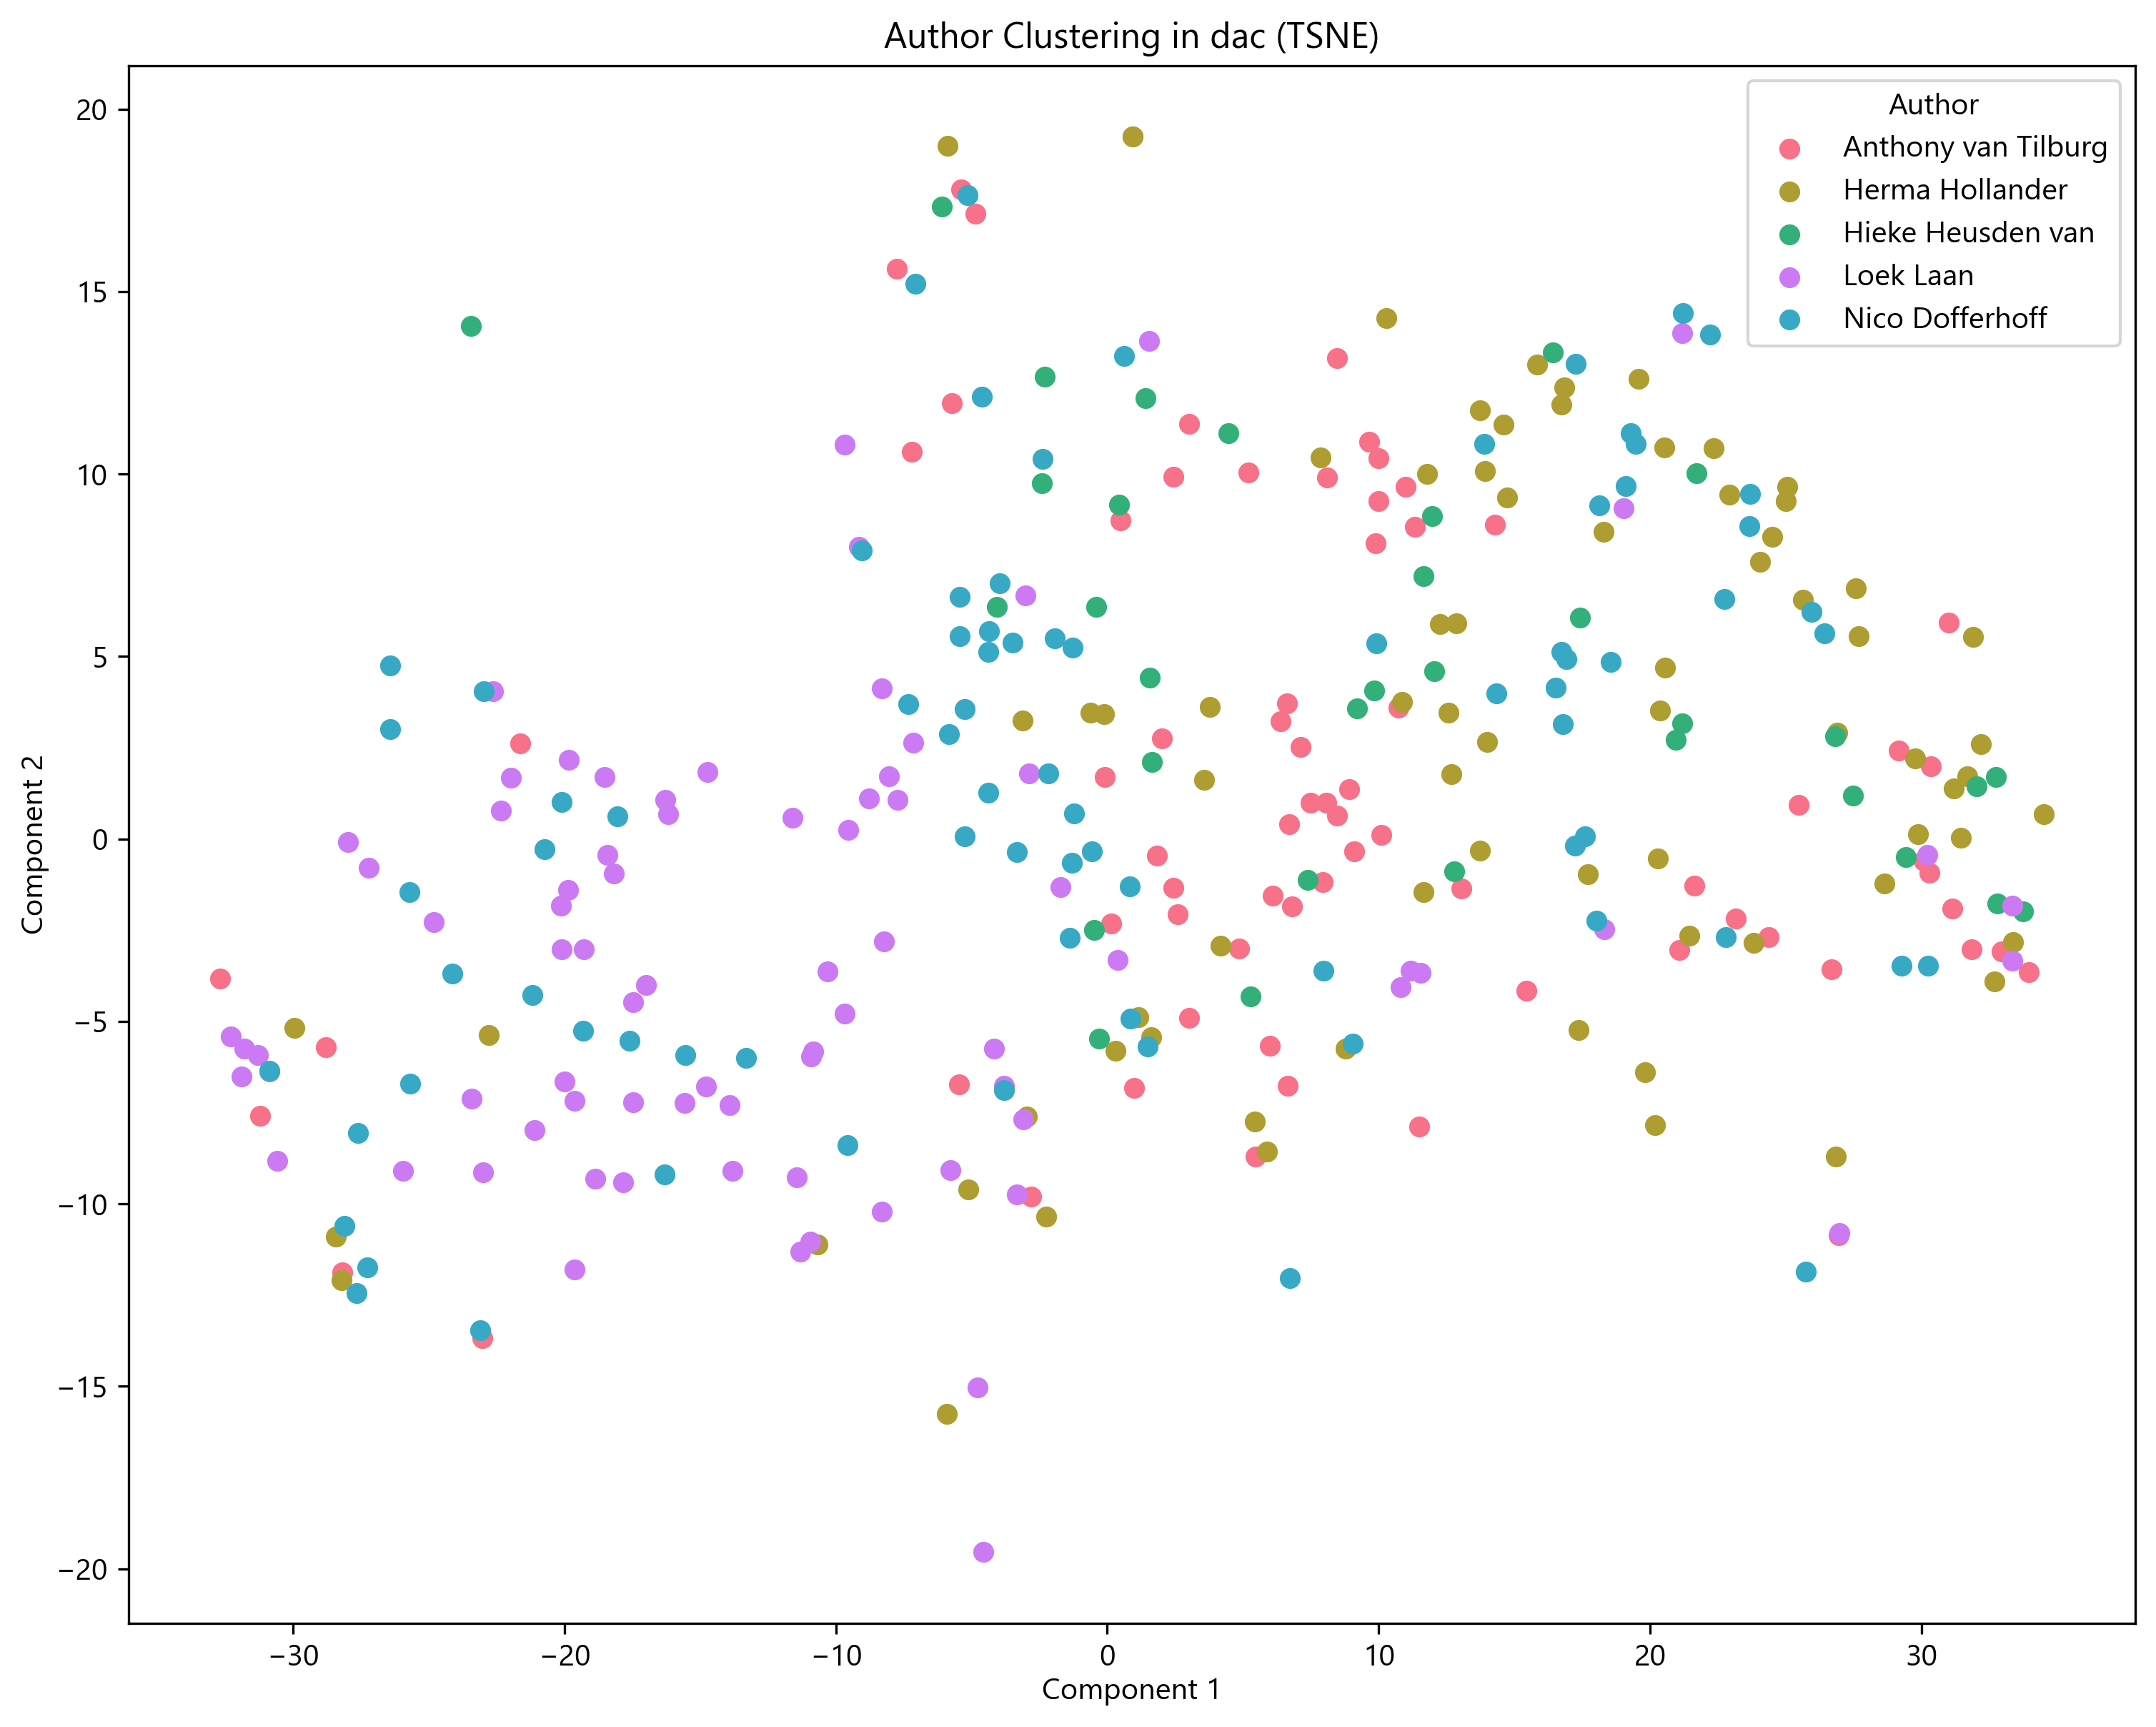 Author Clustering in dac (TSNE)
Author
Anthony van Tilburg
Herma Hollander
Hieke Heusden van
Loek Laan
Nico Dofferhoff
Component 2
20
15
10
5
0
−5
−10
−15
−20
−30
−20
−10
0
10
20
30
Component 1